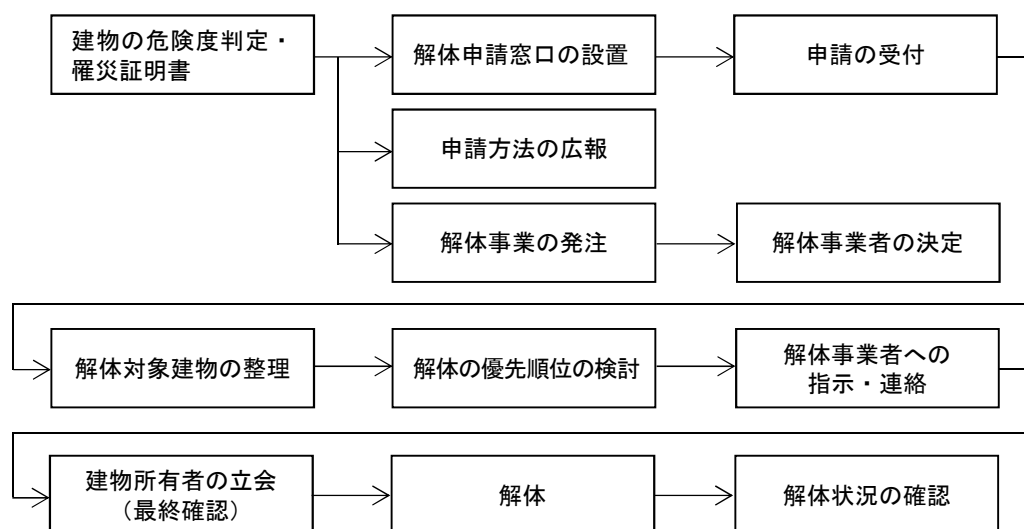 建物の危険度判定・
罹災証明書
解体申請窓口の設置
申請の受付
申請方法の広報
解体事業の発注
解体事業者の決定
解体対象建物の整理
解体の優先順位の検討
解体事業者への
指示・連絡
建物所有者の立会
（最終確認）
解体
解体状況の確認